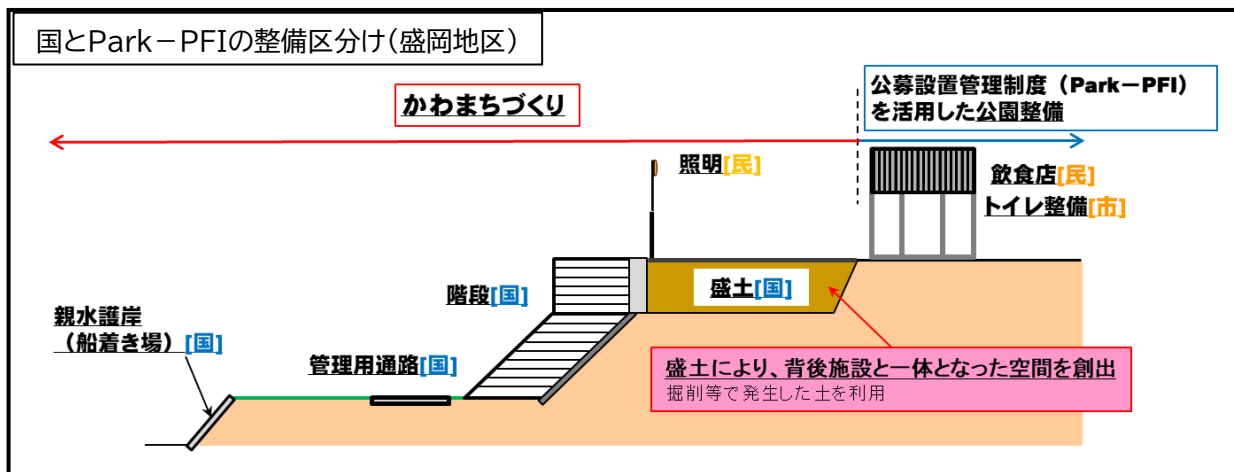 国とPark－PFIの整備区分け（盛岡地区）
かわまちづくり
公募設置管理制度（Park－PFI）
を活用した公園整備
照明[民]
飲食店[民]
トイレ整備[市]
階段[国]
盛土[国]
親水護岸
（船着き場）[国]
管理用通路[国]
盛土により、背後施設と一体となった空間を創出
掘削等で発生した土を利用